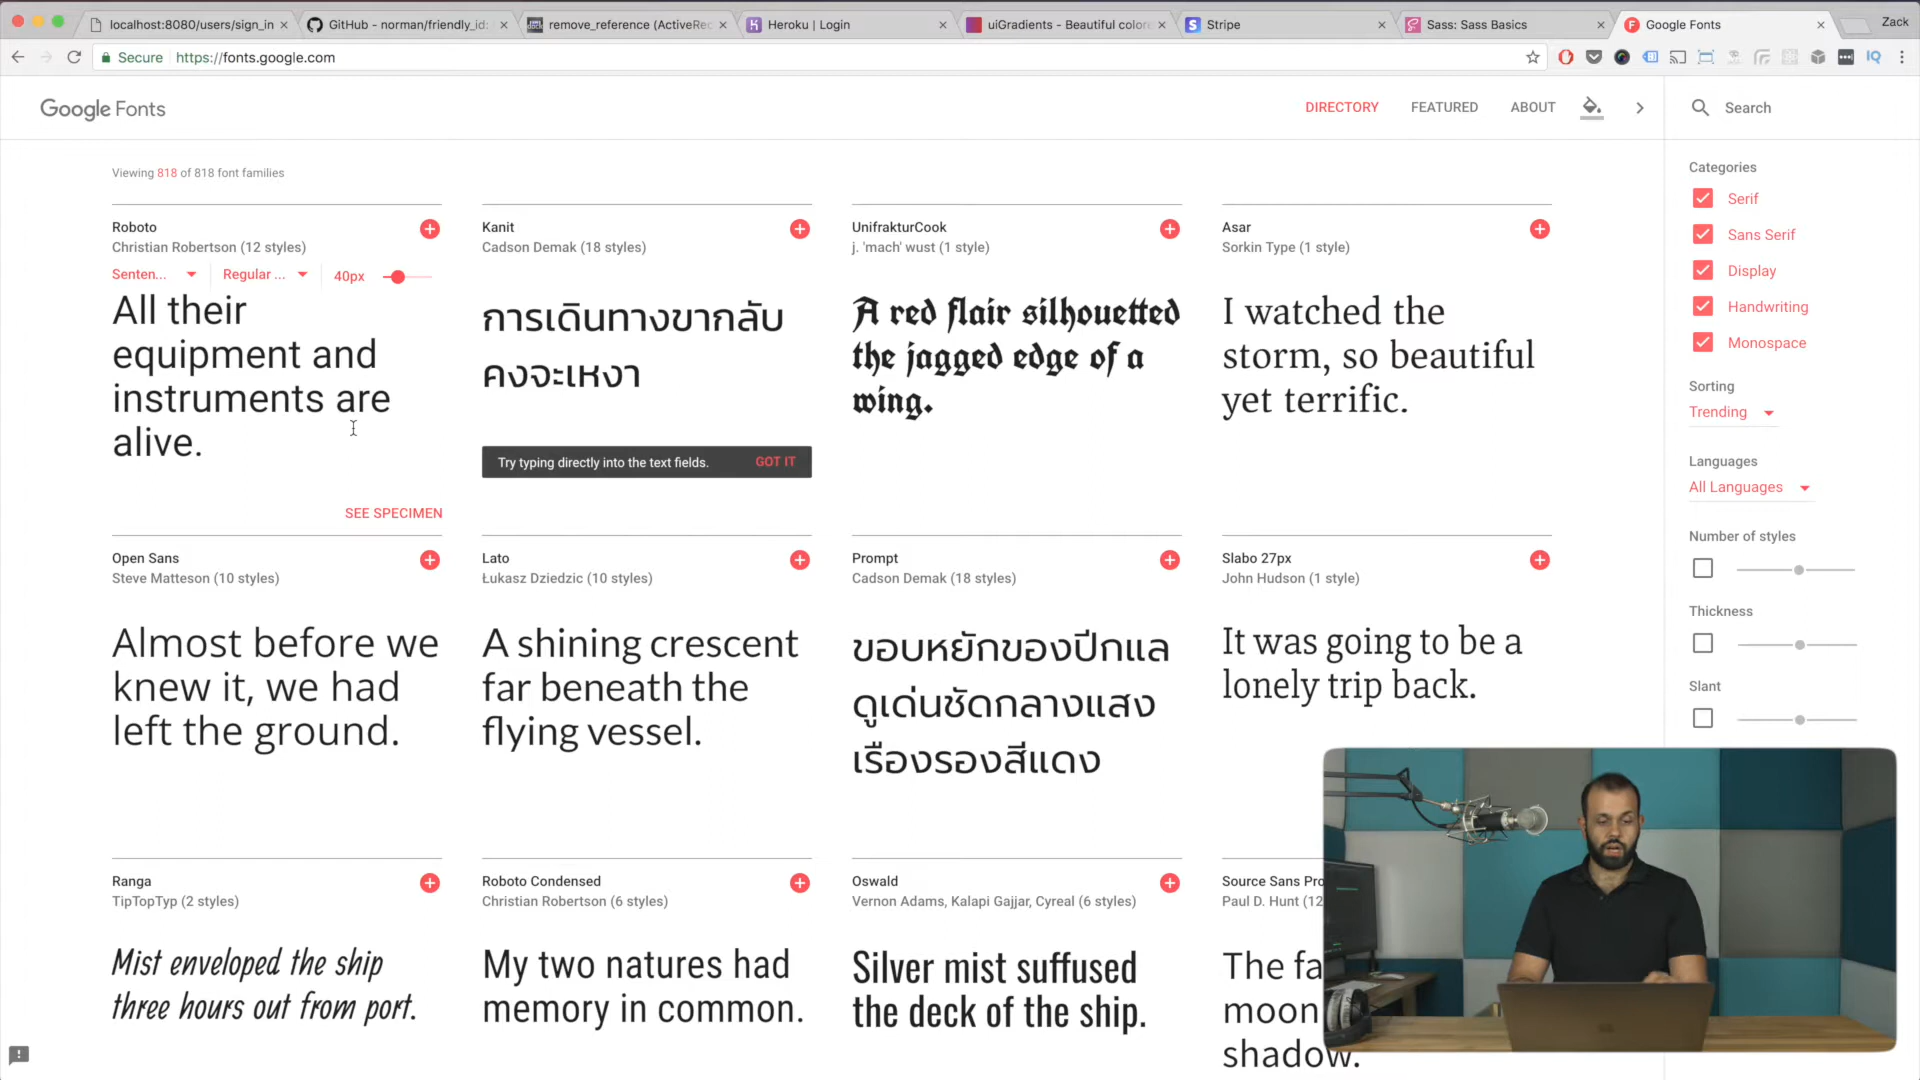 localhost:8080/users/sign_in
GitHub - norman/friendly_id:
remove_reference (ActiveRec
Heroku | Login
uiGradients - Beautiful colore
Stripe
Sass: Sass Basics
Google Fonts
Zack
Secure
https://fonts.google.com
Google Fonts
DIRECTORY
FEATURED
ABOUT
Search
Viewing 818 of 818 font families
Roboto
Christian Robertson (12 styles)
Senten...
Regular ...
40px
All their
equipment and
instruments are
alive.
SEE SPECIMEN
Kanit
Cadson Demak (18 styles)
การเดินทางขากลับ
คงจะเหงา
Try typing directly into the text fields.
GOT IT
UnifrakturCook
j. 'mach' wust (1 style)
A red flair silhouetted
the jagged edge of a
wing.
Asar
Sorkin Type (1 style)
I watched the
storm, so beautiful
yet terrific.
Open Sans
Steve Matteson (10 styles)
Almost before we
knew it, we had
left the ground.
Lato
Łukasz Dziedzic (10 styles)
A shining crescent
far beneath the
flying vessel.
Prompt
Cadson Demak (18 styles)
ขอบหยักของปีกแล
ดูเด่นชัดกลางแสง
เรืองรองสีแดง
Slabo 27px
John Hudson (1 style)
It was going to be a
lonely trip back.
Ranga
TipTopTyp (2 styles)
Mist enveloped the ship
three hours out from port.
Roboto Condensed
Christian Robertson (6 styles)
My two natures had
memory in common.
Oswald
Vernon Adams, Kalapi Gajjar, Cyreal (6 styles)
Silver mist suffused
the deck of the ship.
Source Sans Pro
Paul D. Hunt (12
The fa
moon
shadow.
Categories
Serif
Sans Serif
Display
Handwriting
Monospace
Sorting
Trending
Languages
All Languages
Number of styles
Thickness
Slant